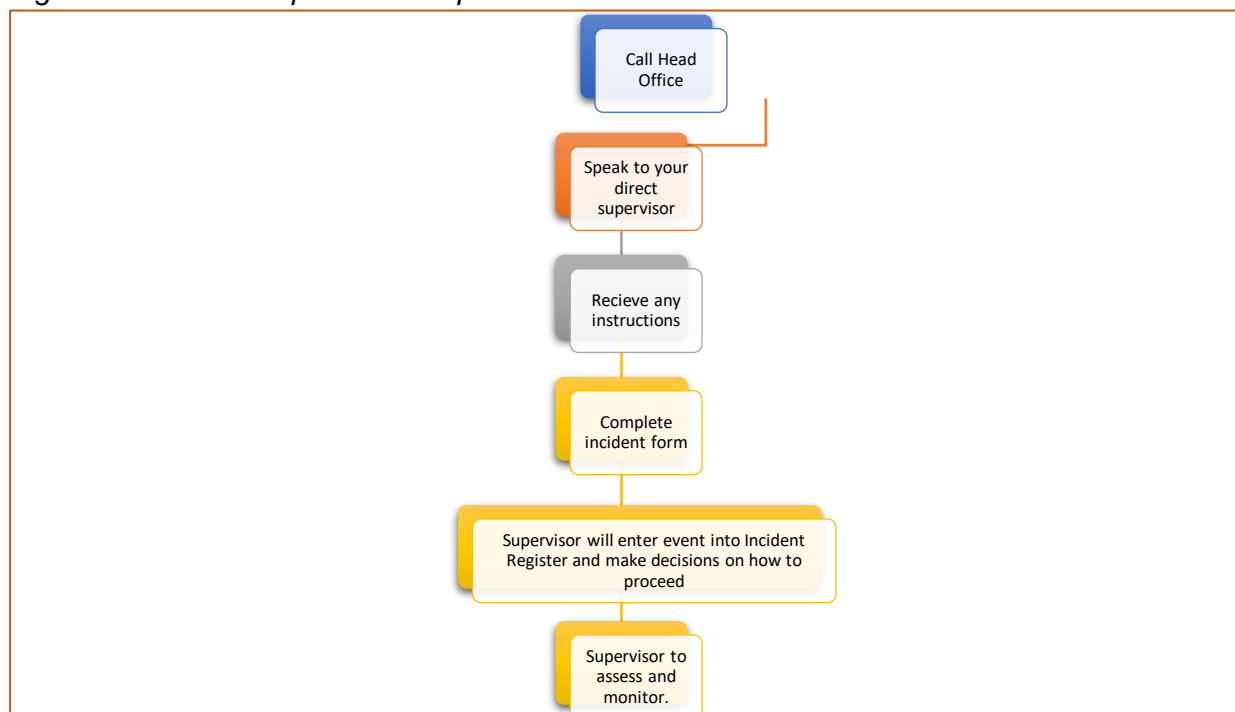 Call Head
Office
Speak to your
direct
supervisor
Recieve any
instructions
Complete
incident form
Supervisor will enter event into Incident
Register and make decisions on how to
proceed
Supervisor to
assess and
monitor.